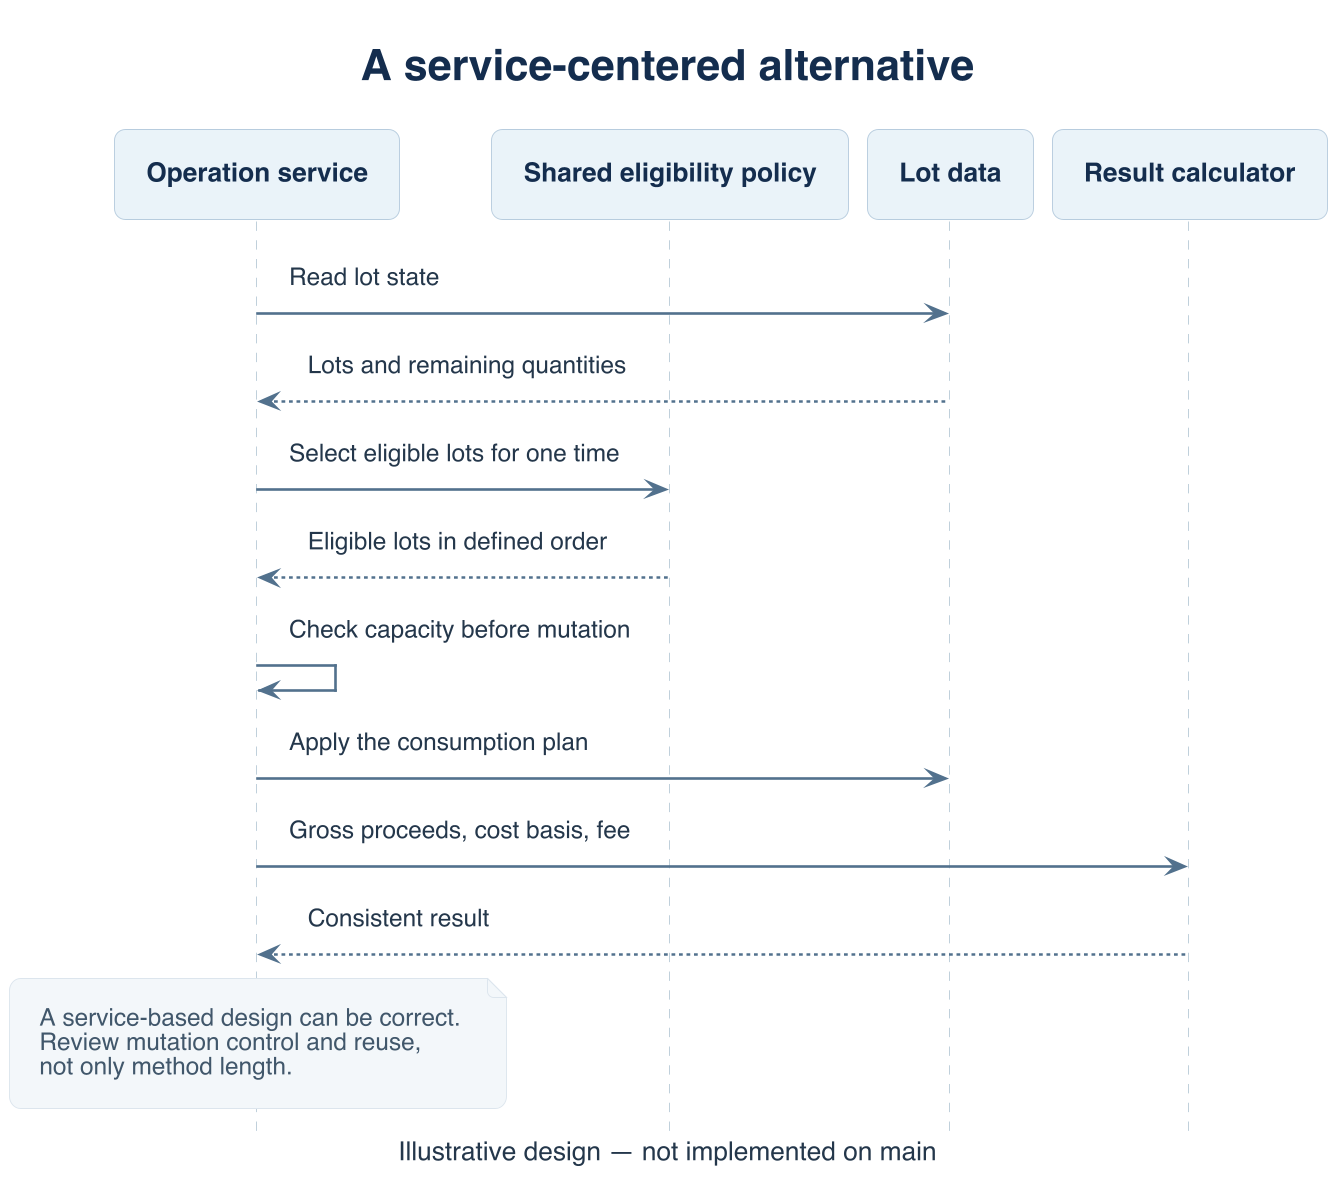 A service-centered alternative
Operation service
Shared eligibility policy
Lot data
Result calculator
Read lot state
Lots and remaining quantities
Select eligible lots for one time
Eligible lots in defined order
Check capacity before mutation
Apply the consumption plan
Gross proceeds, cost basis, fee
Consistent result
A service-based design can be correct.
Review mutation control and reuse,
not only method length.
Illustrative design — not implemented on main